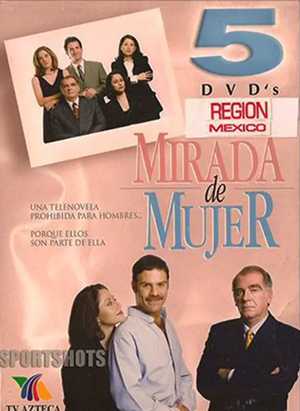 5
DVD's
REGION
MEXICO
MIRADA
de
MUJER
UNA TELENOVELA
PROHIBIDA PARA HOMBRES...
PORQUE ELLOS
SON PARTE DE ELLA
SPORTSHOTS
TV AZTECA